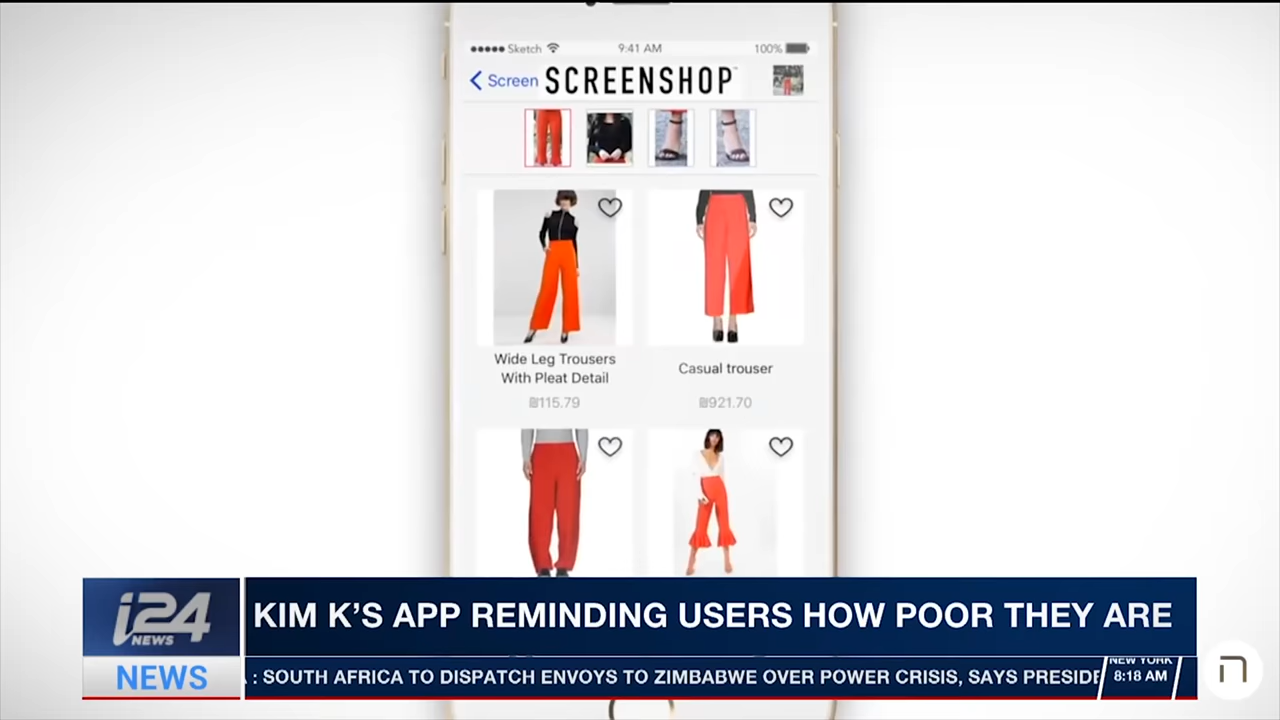 Sketch 9:41 AM 100%
Screen SCREENSHOP
Wide Leg Trousers
With Pleat Detail
₪115.79
Casual trouser
₪921.70
i24
NEWS
NEWS
KIM K'S APP REMINDING USERS HOW POOR THEY ARE
: SOUTH AFRICA TO DISPATCH ENVOYS TO ZIMBABWE OVER POWER CRISIS, SAYS PRESIDE
NEW YORK
8:18 AM
ח